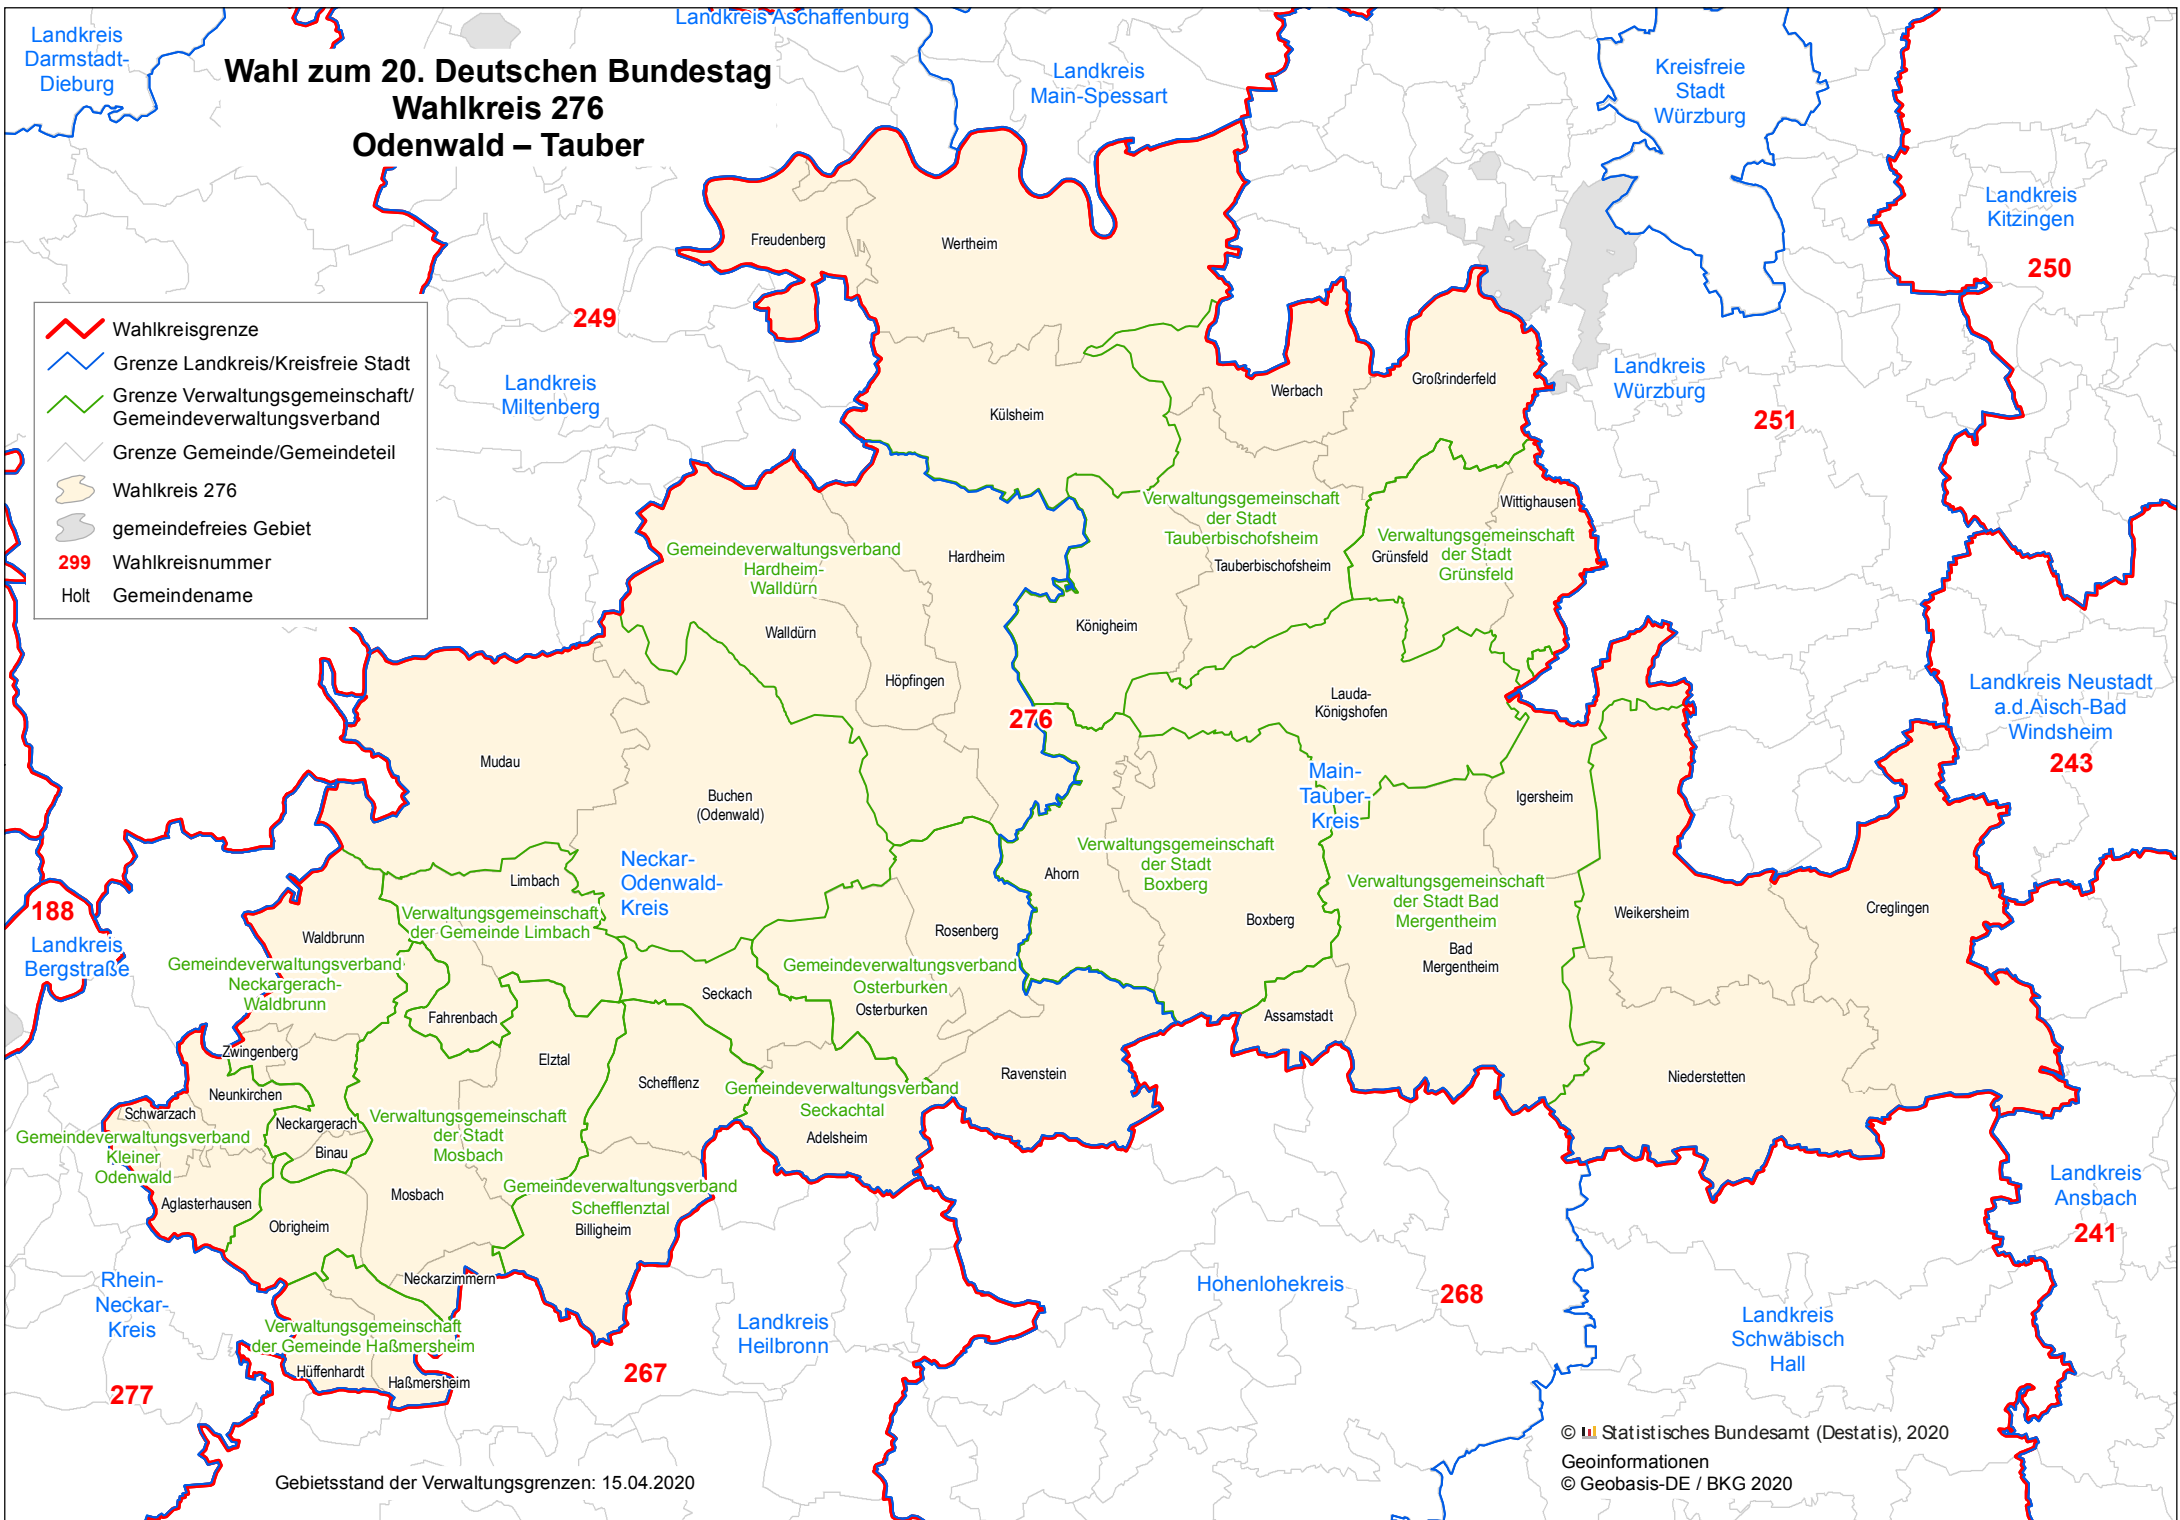 Wahl zum 20. Deutschen Bundestag
Wahlkreis 276
Odenwald – Tauber
Landkreis
Darmstadt-
Dieburg
Landkreis Aschaffenburg
Landkreis
Main-Spessart
Kreisfreie
Stadt
Würzburg
Landkreis
Kitzingen
250
Wahlkreisgrenze
Grenze Landkreis/Kreisfreie Stadt
Grenze Verwaltungsgemeinschaft/
Gemeindeverwaltungsverband
Grenze Gemeinde/Gemeindeteil
Wahlkreis 276
gemeindefreies Gebiet
299 Wahlkreisnummer
Holt Gemeindename
249
Landkreis
Miltenberg
Freudenberg
Wertheim
Külsheim
Werbach
Großrinderfeld
Landkreis
Würzburg
251
Verwaltungsgemeinschaft
der Stadt
Tauberbischofsheim
Tauberbischofsheim
Wittighausen
Verwaltungsgemeinschaft
der Stadt
Grünsfeld
Grünsfeld
Gemeindeverwaltungsverband
Hardheim-
Walldürn
Hardheim
Walldürn
Königheim
Höpfingen
276
Lauda-
Königshofen
Landkreis Neustadt
a.d.Aisch-Bad
Windsheim
243
Mudau
Buchen
(Odenwald)
Main-
Tauber-
Kreis
Igersheim
Neckar-
Odenwald-
Kreis
Limbach
Verwaltungsgemeinschaft
der Gemeinde Limbach
Ahorn
Verwaltungsgemeinschaft
der Stadt
Boxberg
Boxberg
Verwaltungsgemeinschaft
der Stadt Bad
Mergentheim
Bad
Mergentheim
Weikersheim
Creglingen
188
Landkreis
Bergstraße
Waldbrunn
Gemeindeverwaltungsverband
Neckargerach-
Waldbrunn
Rosenberg
Gemeindeverwaltungsverband
Osterburken
Osterburken
Seckach
Fahrenbach
Assamstadt
Zwingenberg
Elztal
Schefflenz
Ravenstein
Niederstetten
Neunkirchen
Schwarzach
Gemeindeverwaltungsverband
Kleiner
Odenwald
Neckargerach
Binau
Verwaltungsgemeinschaft
der Stadt
Mosbach
Gemeindeverwaltungsverband
Seckachtal
Adelsheim
Aglasterhausen
Mosbach
Gemeindeverwaltungsverband
Schefflenztal
Billigheim
Obrigheim
Landkreis
Ansbach
241
Rhein-
Neckar-
Kreis
Neckarzimmern
Hohenlohekreis
268
Verwaltungsgemeinschaft
der Gemeinde Haßmersheim
Hüffenhardt
Haßmersheim
Landkreis
Heilbronn
Landkreis
Schwäbisch
Hall
277
267
Gebietsstand der Verwaltungsgrenzen: 15.04.2020
© Statistisches Bundesamt (Destatis), 2020
Geoinformationen
© Geobasis-DE / BKG 2020